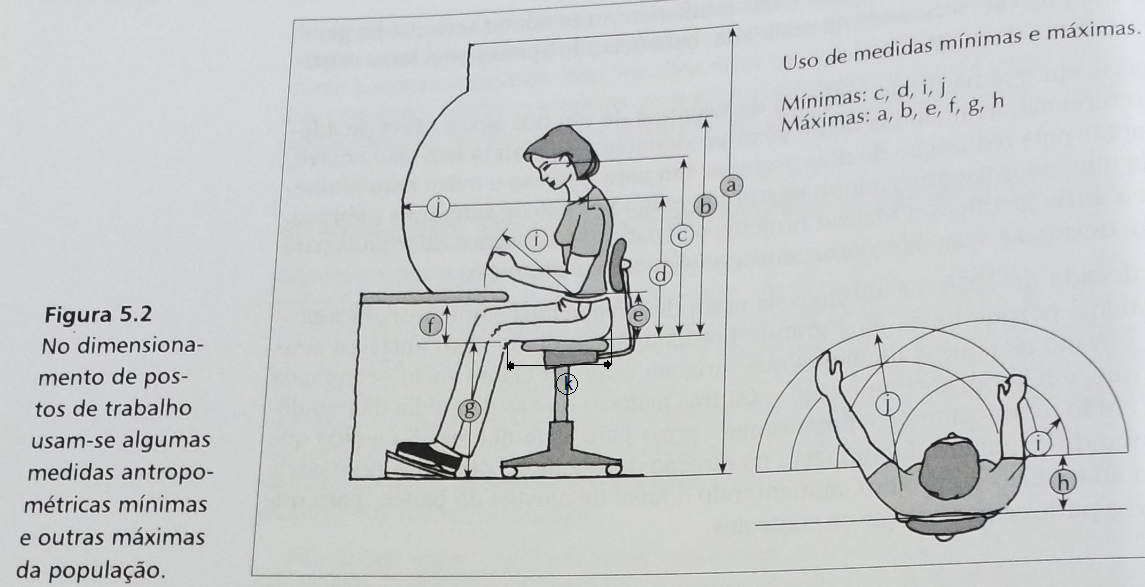 Uso de medidas mínimas e máximas.
Mínimas: c, d, i, j
Máximas: a, b, e, f, g, h
a
b
c
d
e
f
g
i
j
k
j
i
h
Figura 5.2
No dimensiona-
mento de pos-
tos de trabalho
usam-se algumas
medidas antropo-
métricas mínimas
e outras máximas
da população.